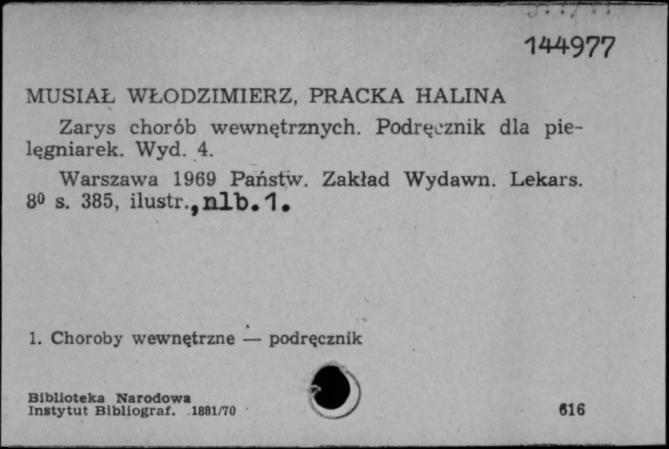 144977
MUSIAŁ WŁODZIMIERZ, PRACKA HALINA
Zarys chorób wewnętrznych. Podręcznik dla pie-
lęgniarek. Wyd. 4.
Warszawa 1969 Państw. Zakład Wydawn. Lekars.
8⁰ s. 385, ilustr., nlb. 1.
1. Choroby wewnętrzne — podręcznik
Biblioteka Narodowa
Instytut Bibliograf. 1881/70
616